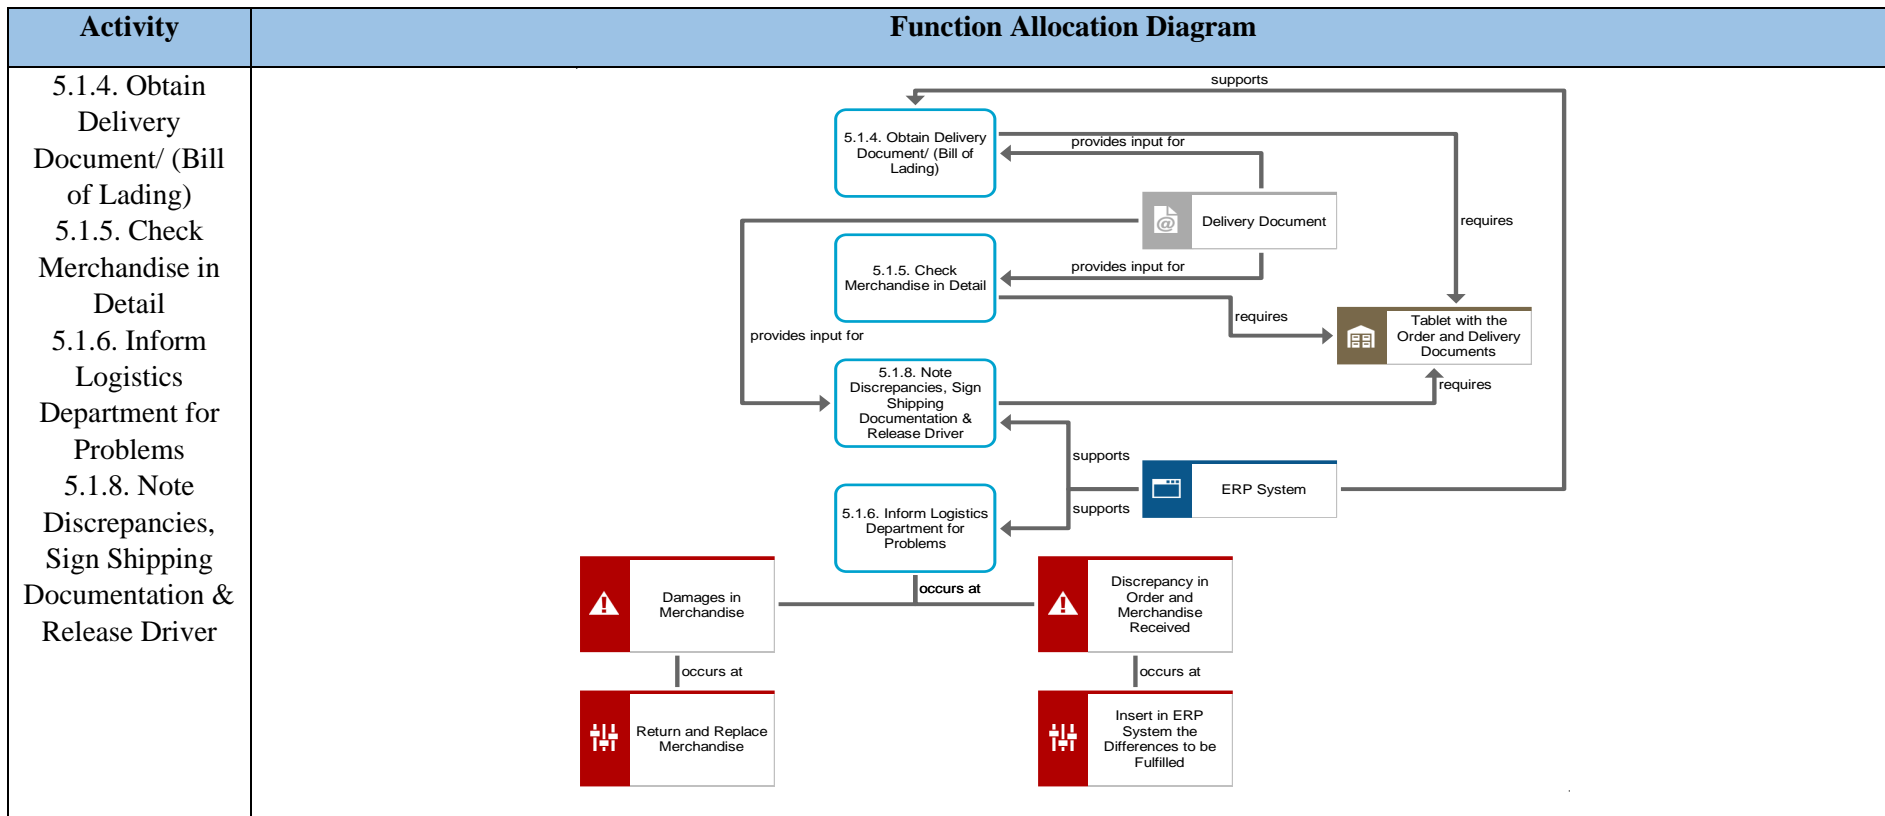 Activity
Function Allocation Diagram
5.1.4. Obtain
Delivery
Document/ (Bill
of Lading)
5.1.5. Check
Merchandise in
Detail
5.1.6. Inform
Logistics
Department for
Problems
5.1.8. Note
Discrepancies,
Sign Shipping
Documentation &
Release Driver
supports
5.1.4. Obtain Delivery
Document/ (Bill of
Lading)
provides input for
Delivery Document
requires
5.1.5. Check
Merchandise in Detail
provides input for
requires
Tablet with the
Order and Delivery
Documents
provides input for
5.1.8. Note
Discrepancies, Sign
Shipping
Documentation &
Release Driver
requires
supports
ERP System
supports
5.1.6. Inform Logistics
Department for
Problems
occurs at
Damages in
Merchandise
Discrepancy in
Order and
Merchandise
Received
occurs at
occurs at
Return and Replace
Merchandise
Insert in ERP
System the
Differences to be
Fulfilled